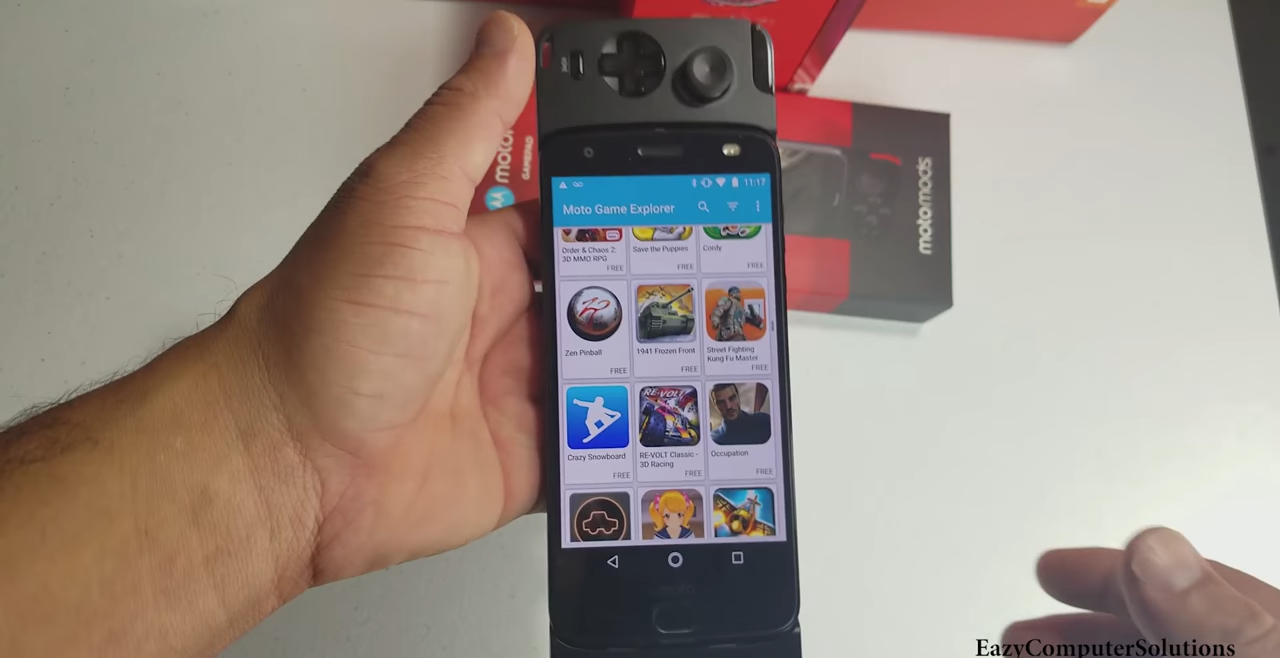 moto
GAMEPAD
motomods
11:17
Moto Game Explorer
Order & Chaos 2:
3D MMO RPG
FREE
Save the Puppies
FREE
Cordy
FREE
Zen Pinball
FREE
1941 Frozen Front
FREE
Street Fighting
Kung Fu Master
FREE
Crazy Snowboard
FREE
RE-VOLT
RE-VOLT Classic -
3D Racing
FREE
Occupation
FREE
moto
EazyComputerSolutions